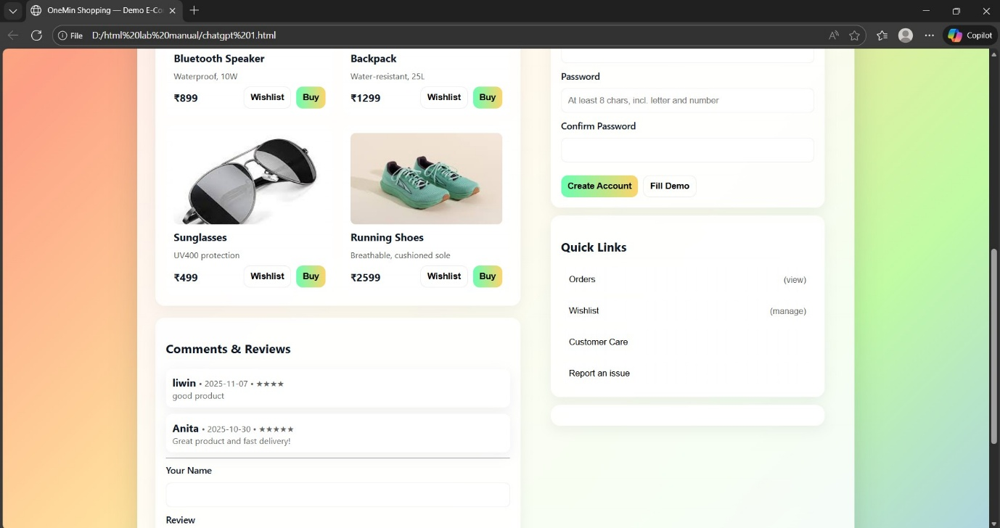 OneMin Shopping — Demo E-Co
File D:/html%20lab%20manual/chatgpt%201.html
Copilot
Bluetooth Speaker
Waterproof, 10W
₹899 Wishlist Buy
Backpack
Water-resistant, 25L
₹1299 Wishlist Buy
Sunglasses
UV400 protection
₹499 Wishlist Buy
Running Shoes
Breathable, cushioned sole
₹2599 Wishlist Buy
Comments & Reviews
liwin • 2025-11-07 • ★★★★
good product
Anita • 2025-10-30 • ★★★★★
Great product and fast delivery!
Your Name
Review
Password
At least 8 chars, incl. letter and number
Confirm Password
Create Account Fill Demo
Quick Links
Orders (view)
Wishlist (manage)
Customer Care
Report an issue